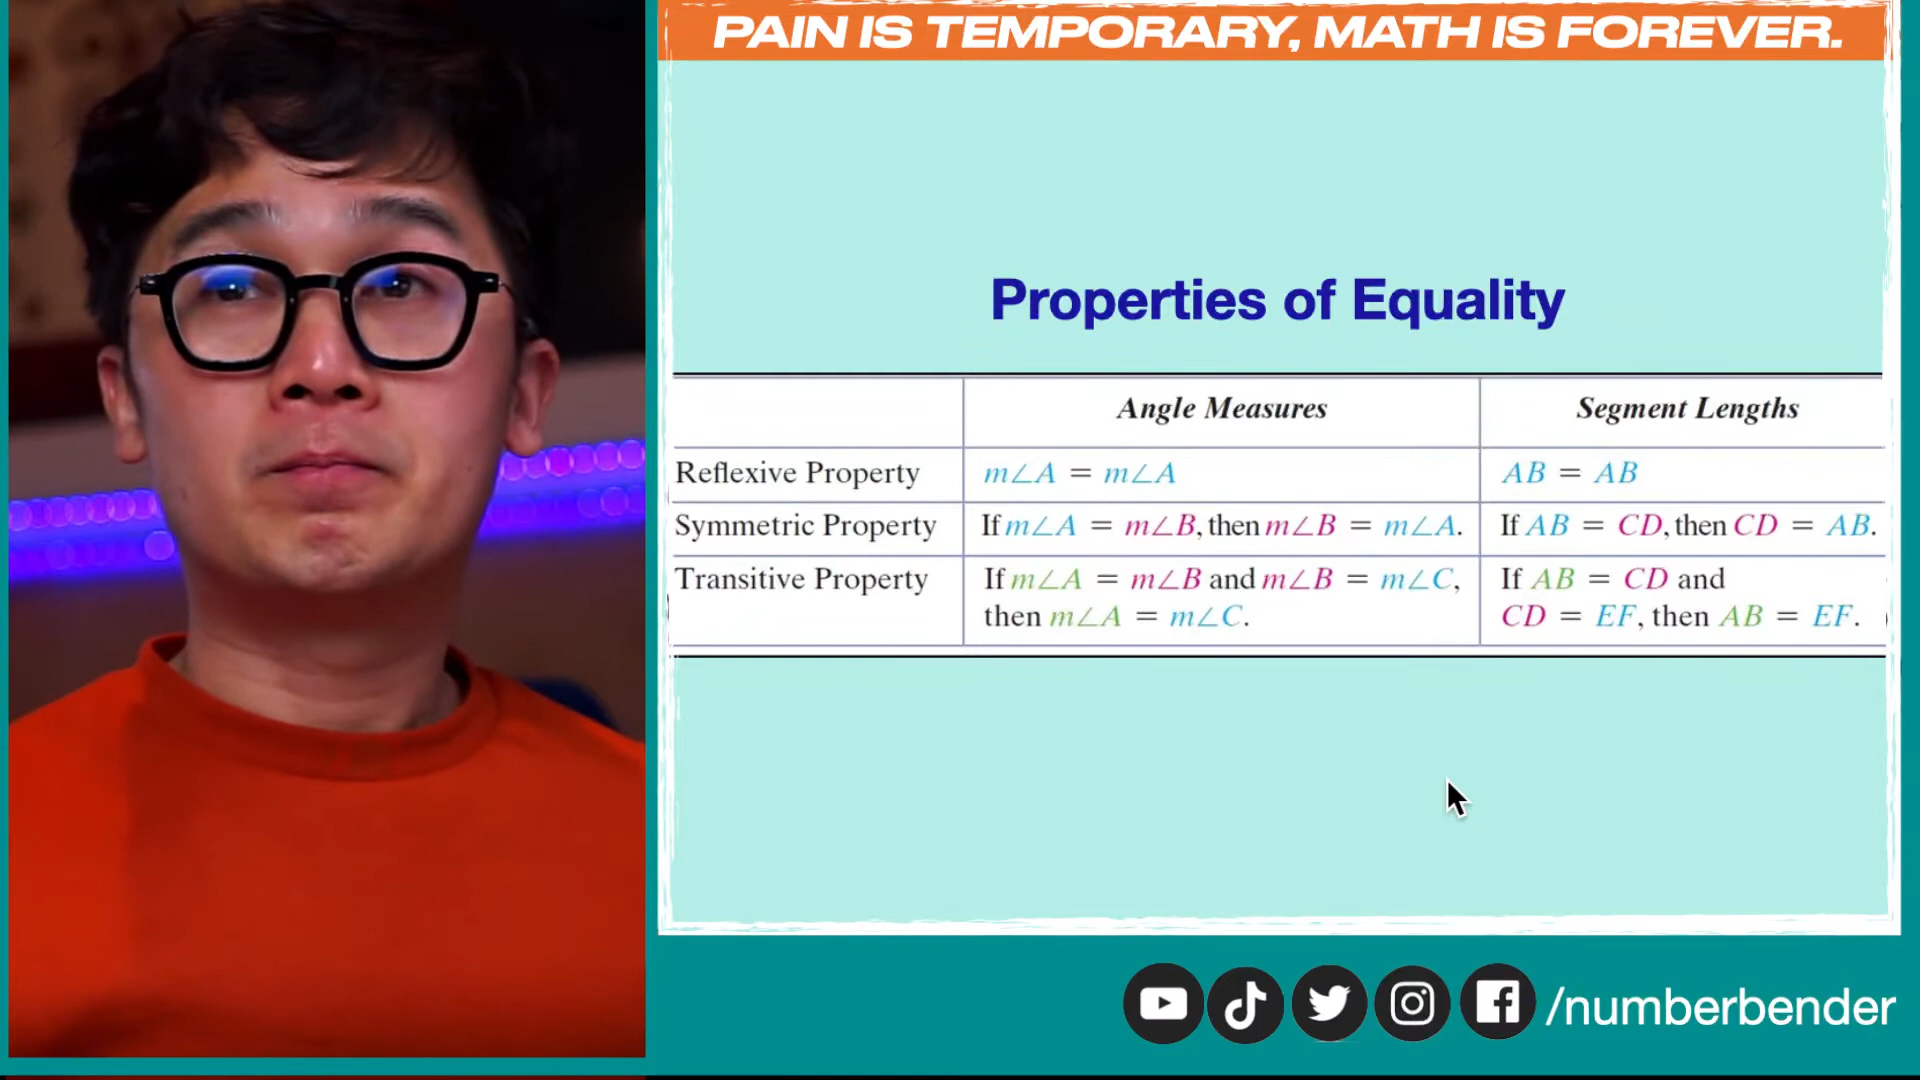 PAIN IS TEMPORARY, MATH IS FOREVER.
Properties of Equality
Angle Measures Segment Lengths
Reflexive Property m∠A = m∠A AB = AB
Symmetric Property If m∠A = m∠B, then m∠B = m∠A. If AB = CD, then CD = AB.
Transitive Property If m∠A = m∠B and m∠B = m∠C, If AB = CD and
then m∠A = m∠C. CD = EF, then AB = EF.
/numberbender